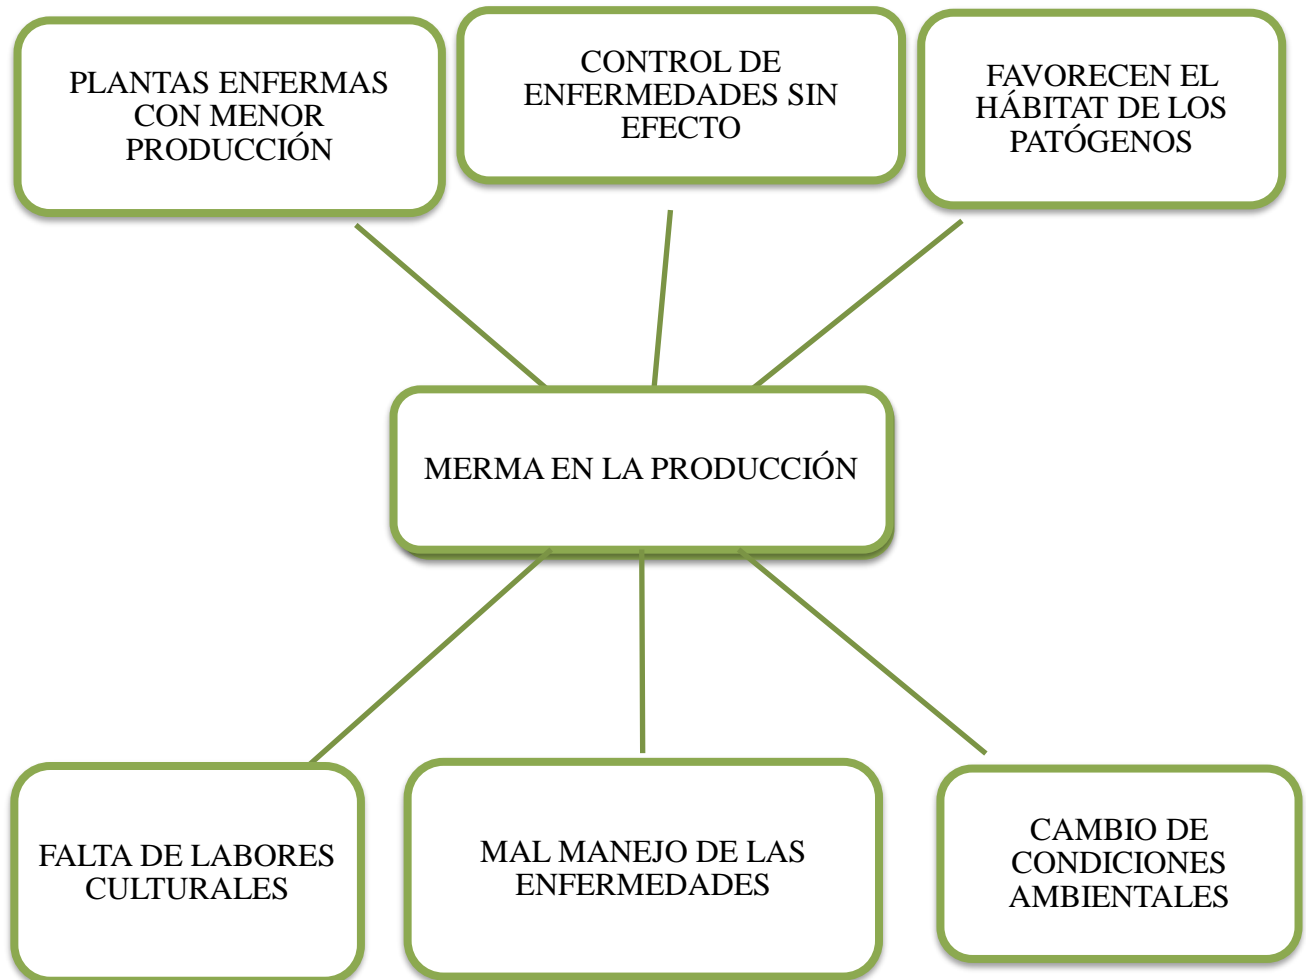 PLANTAS ENFERMAS
CON MENOR
PRODUCCIÓN
CONTROL DE
ENFERMEDADES SIN
EFECTO
FAVORECEN EL
HÁBITAT DE LOS
PATÓGENOS
MERMA EN LA PRODUCCIÓN
FALTA DE LABORES
CULTURALES
MAL MANEJO DE LAS
ENFERMEDADES
CAMBIO DE
CONDICIONES
AMBIENTALES